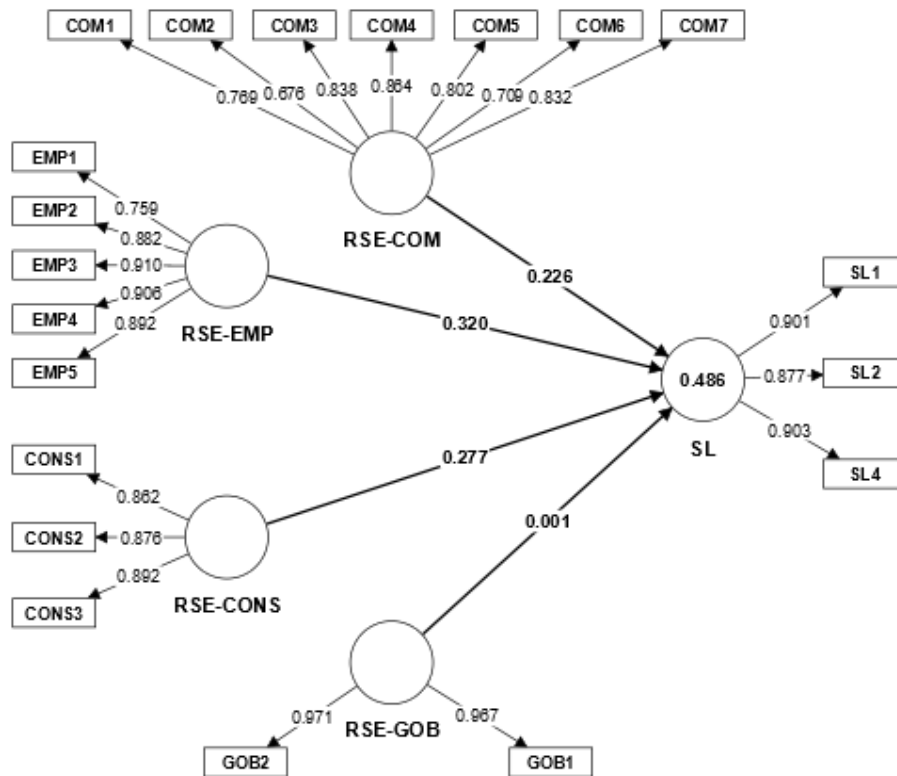 COM1 COM2 COM3 COM4 COM5 COM6 COM7
0.769 0.676 0.838 0.864 0.802 0.709 0.832
RSE-COM
EMP1
EMP2
EMP3
EMP4
EMP5
0.759
0.882
0.910
0.906
0.892
RSE-EMP
0.226
0.320
0.277
0.001
0.486
SL
0.901
0.877
0.903
SL1
SL2
SL4
CONS1
CONS2
CONS3
0.862
0.876
0.892
RSE-CONS
RSE-GOB
0.971 0.967
GOB2 GOB1